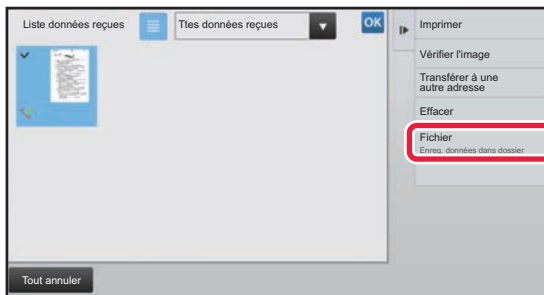 Liste données reçues
Ttes données reçues
OK
Imprimer
Vérifier l'image
Transférer à une
autre adresse
Effacer
Fichier
Enreg. données dans dossier
Tout annuler